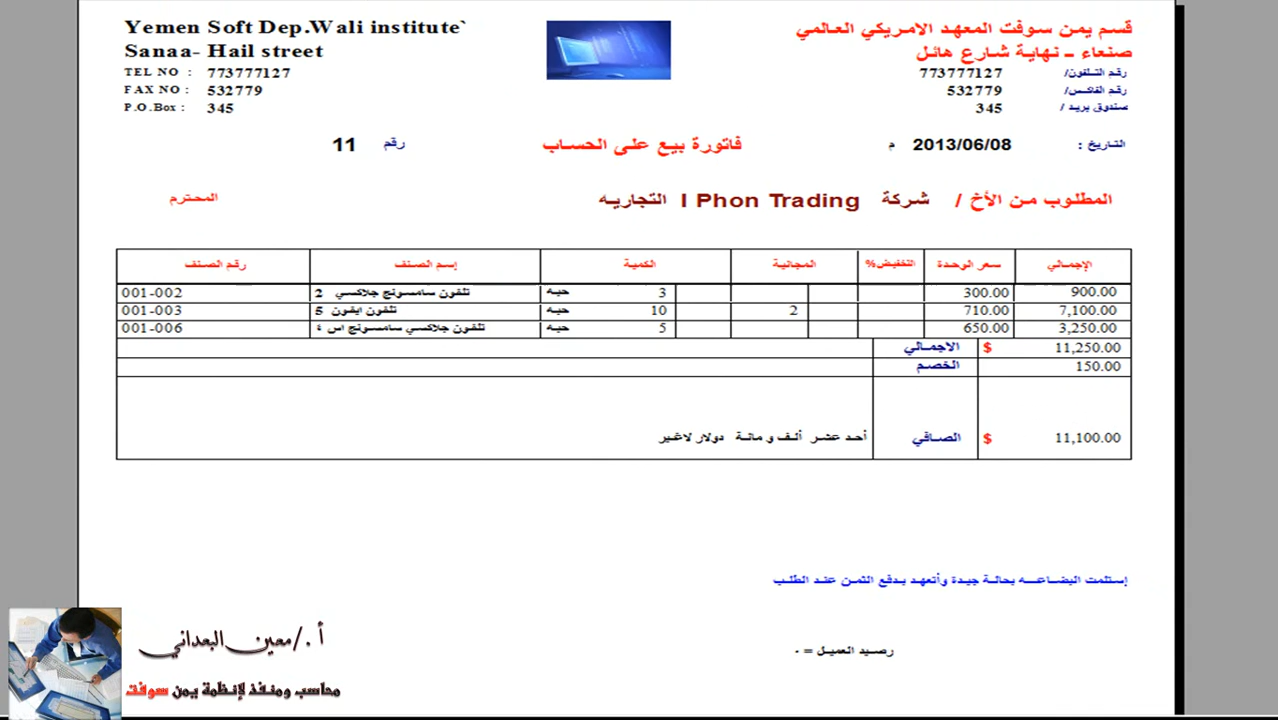 Yemen Soft Dep.Wali institute`
قسم يمن سوفت المعهد الامريكي العالمي
Sanaa- Hail street
صنعاء – نهاية شارع هائل
TEL NO : 773777127
رقم التلفون/ 773777127
FAX NO : 532779
رقم الفاكس/ 532779
P.O.Box : 345
صندوق بريد / 345
التاريخ : 2013/06/08 م
فاتورة بيع على الحساب
رقم 11
المطلوب من الأخ / شركة I Phon Trading التجاريه المحترم
رقم الصنف إسم الصنف الكمية المجانية التخفيض% سعر الوحدة الإجمالي
001-002 تلفون سامسونج جلاكسي 2 حبه 3 300.00 900.00
001-003 تلفون ايفون 5 حبه 10 2 710.00 7,100.00
001-006 تلفون جلاكسي سامسونج اس ٤ حبه 5 650.00 3,250.00
الاجمالي $ 11,250.00
الخصم 150.00
أحد عشر ألف و مائة دولار لاغير الصافي $ 11,100.00
إستلمت البضاعه بحالة جيدة وأتعهد بدفع الثمن عند الطلب
رصيد العميل = ٠
أ./معين البعداني
محاسب ومنفذ لإنظمة يمن سوفت